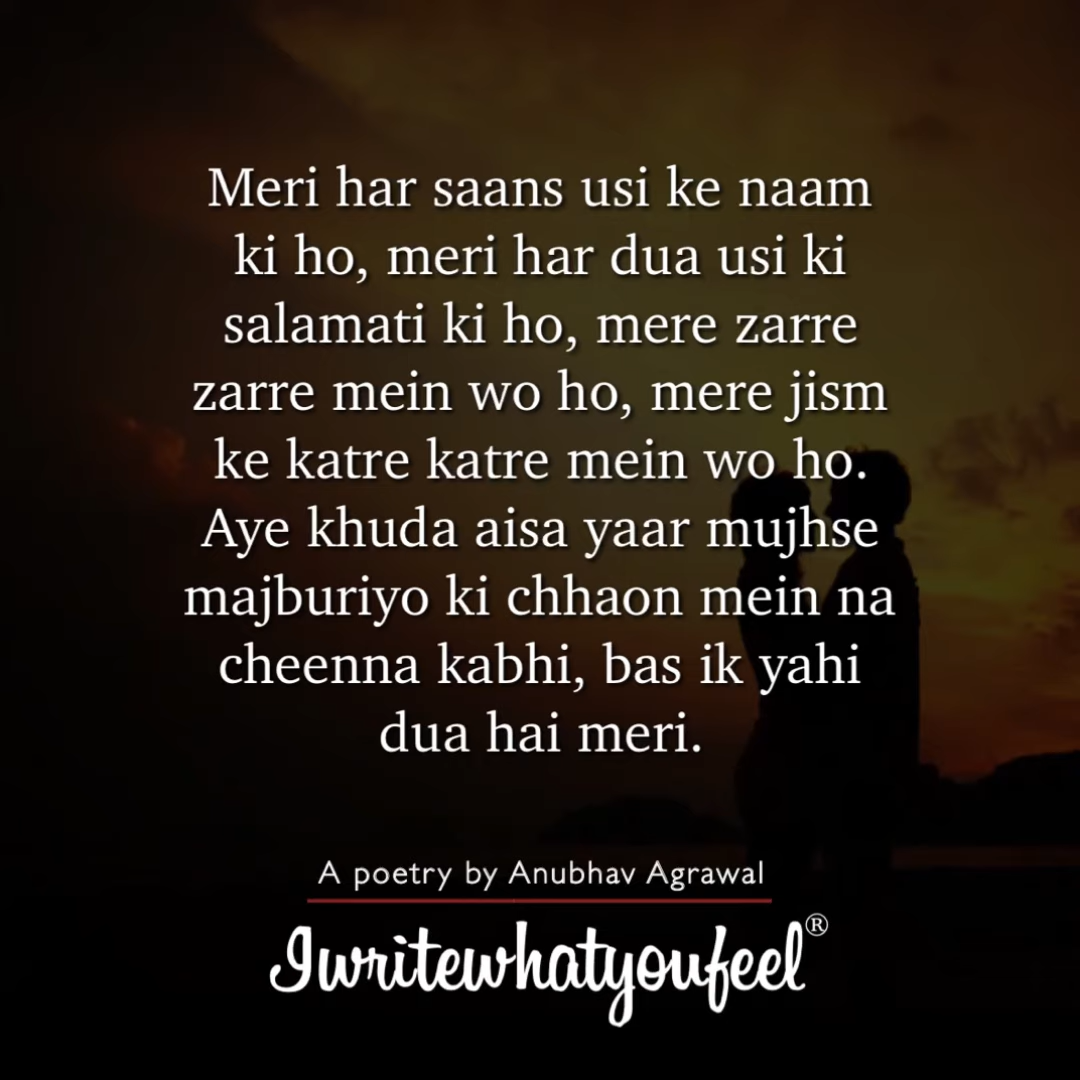 Meri har saans usi ke naam
ki ho, meri har dua usi ki
salamati ki ho, mere zarre
zarre mein wo ho, mere jism
ke katre katre mein wo ho.
Aye khuda aisa yaar mujhse
majburiyo ki chhaon mein na
cheenna kabhi, bas ik yahi
dua hai meri.
A poetry by Anubhav Agrawal
Iwritewhatyoufeel®